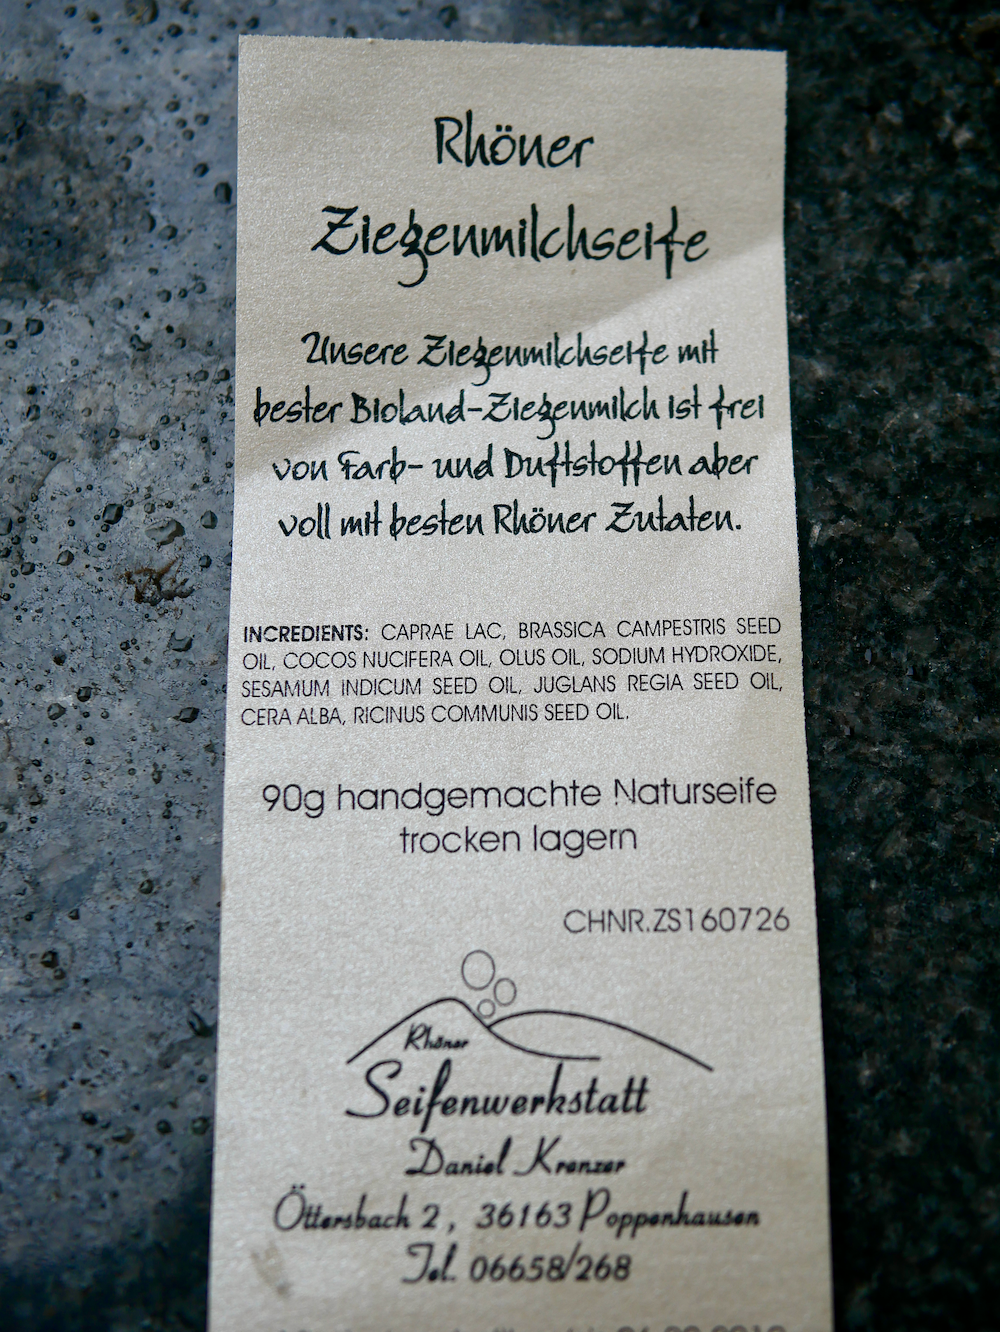 Rhöner
Ziegenmilchseife
Unsere Ziegenmilchseife mit
bester Bioland-Ziegenmilch ist frei
von Farb- und Duftstoffen aber
voll mit besten Rhöner Zutaten.
INCREDIENTS: CAPRAE LAC, BRASSICA CAMPESTRIS SEED
OIL, COCOS NUCIFERA OIL, OLUS OIL, SODIUM HYDROXIDE,
SESAMUM INDICUM SEED OIL, JUGLANS REGIA SEED OIL,
CERA ALBA, RICINUS COMMUNIS SEED OIL.
90g handgemachte Naturseife
trocken lagern
CHNR.ZS160726
Rhöner
Seifenwerkstatt
Daniel Kranzer
Öttersbach 2, 36163 Poppenhausen
Tel. 06658/268